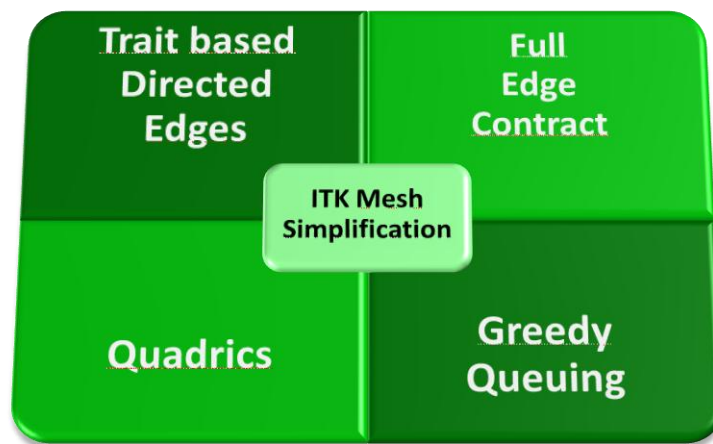 Trait based
Directed
Edges
Full
Edge
Contract
ITK Mesh
Simplification
Quadrics
Greedy
Queuing